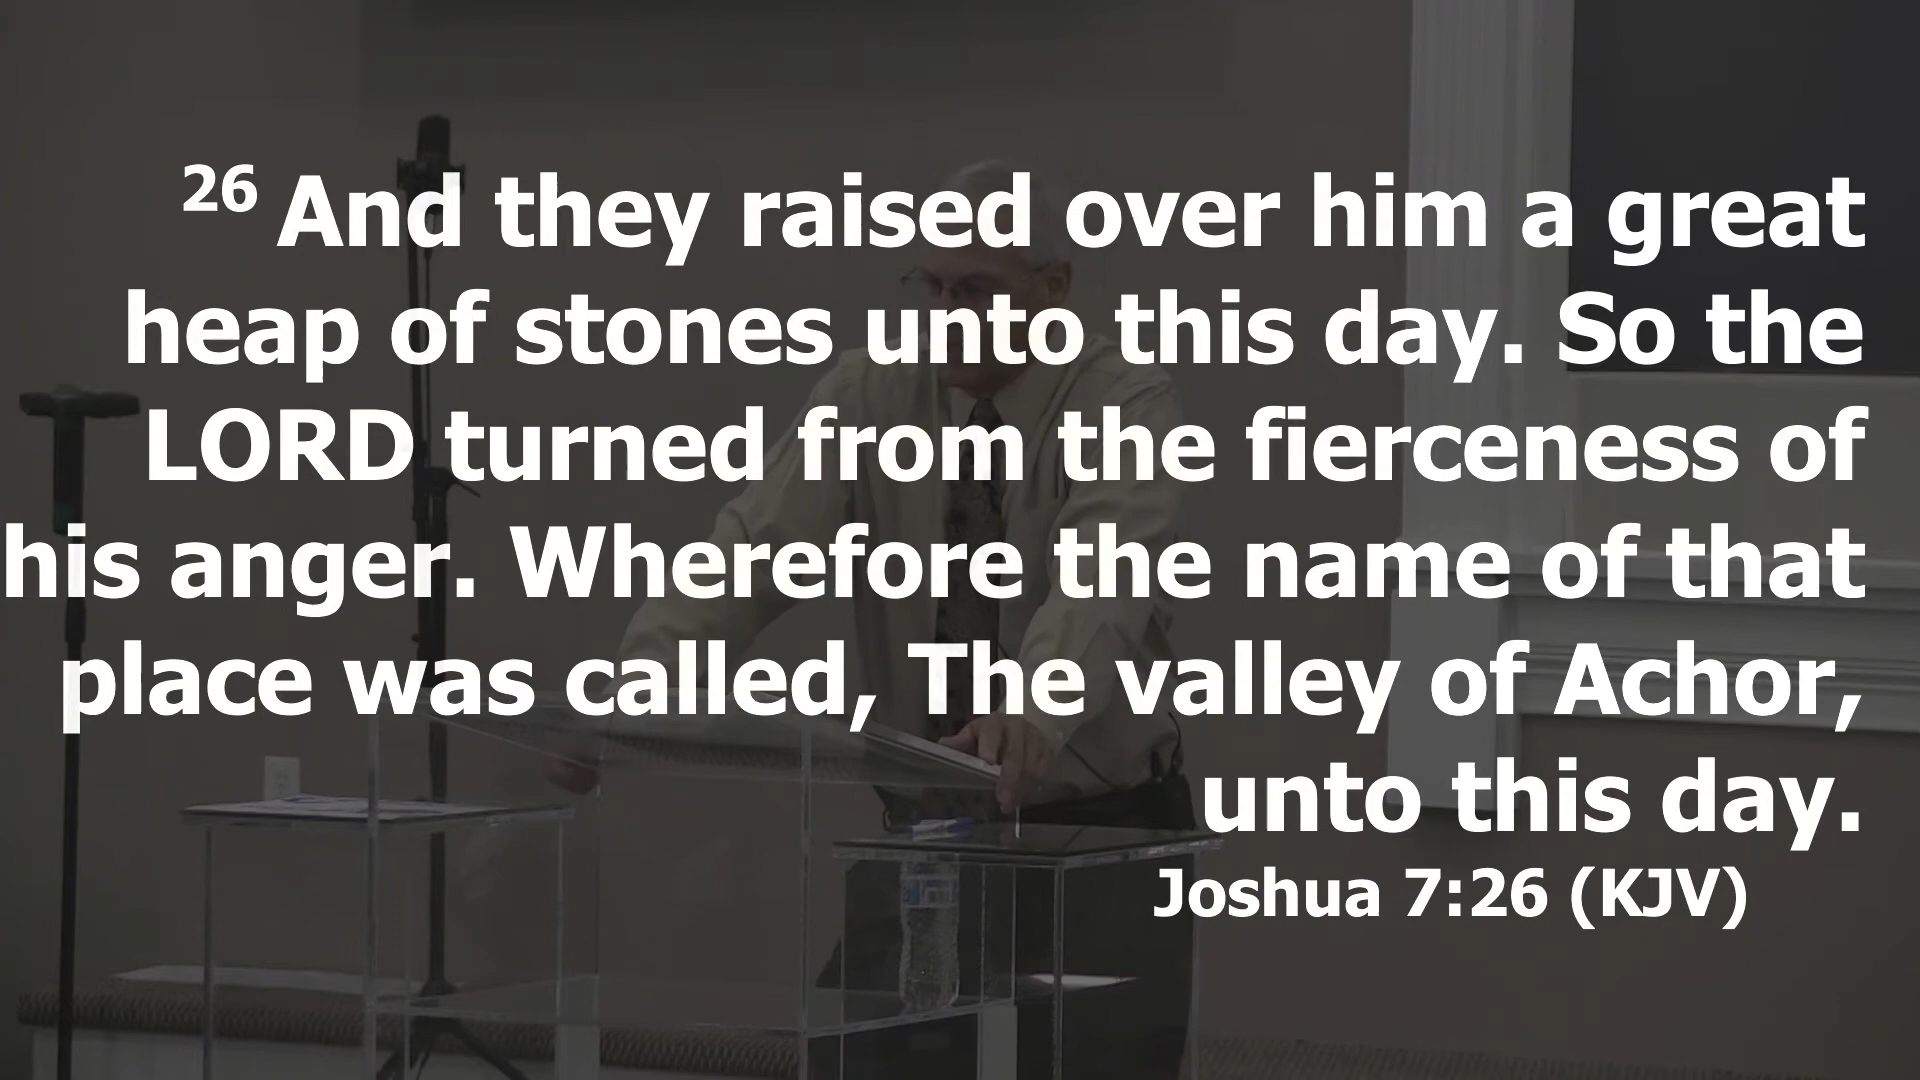 26 And they raised over him a great
heap of stones unto this day. So the
LORD turned from the fierceness of
his anger. Wherefore the name of that
place was called, The valley of Achor,
unto this day.
Joshua 7:26 (KJV)